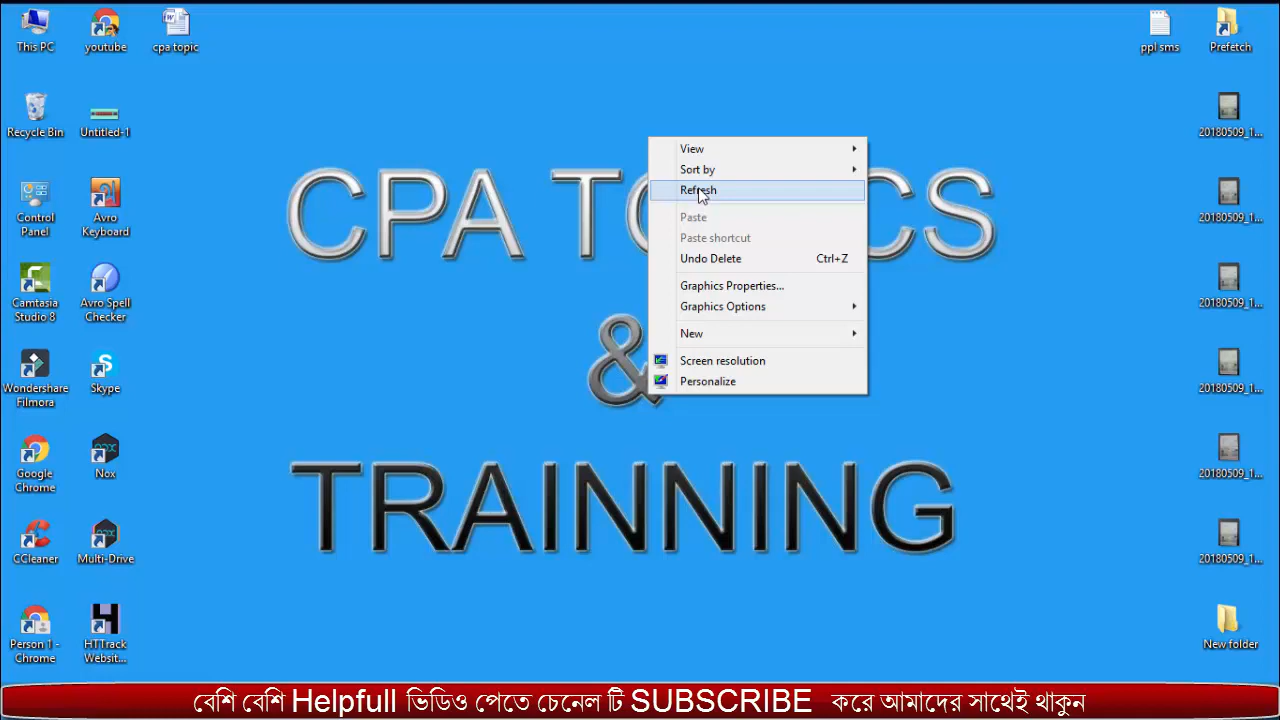 This PC
youtube
cpa topic
ppl sms
Prefetch
Recycle Bin
Untitled-1
20180509_1...
Control
Panel
Avro
Keyboard
20180509_1...
Camtasia
Studio 8
Avro Spell
Checker
20180509_1...
Wondershare
Filmora
Skype
20180509_1...
Google
Chrome
Nox
20180509_1...
CCleaner
Multi-Drive
20180509_1...
Person 1 -
Chrome
HTTrack
Websit...
New folder
View
Sort by
Refresh
Paste
Paste shortcut
Undo Delete Ctrl+Z
Graphics Properties...
Graphics Options
New
Screen resolution
Personalize
CPA TO CS
&
TRAINNING
বেশি বেশি Helpfull ভিডিও পেতে চেনেল টি SUBSCRIBE করে আমাদের সাথেই থাকুন